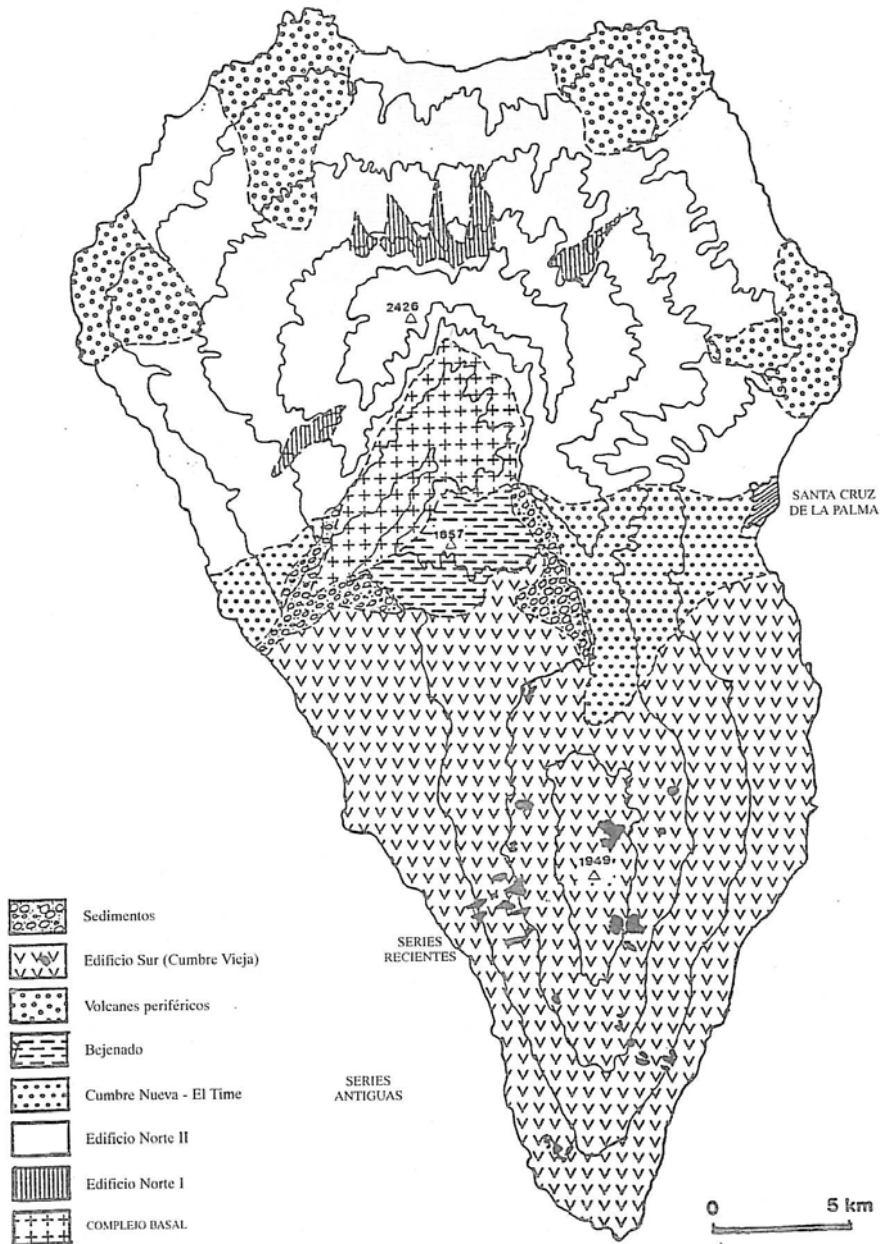 2426
SANTA CRUZ
DE LA PALMA
1857
1949
SERIES
RECIENTES
SERIES
ANTIGUAS
Sedimentos
Edificio Sur (Cumbre Vieja)
Volcanes periféricos
Bejenado
Cumbre Nueva - El Time
Edificio Norte II
Edificio Norte I
COMPLEJO BASAL
0 5 km